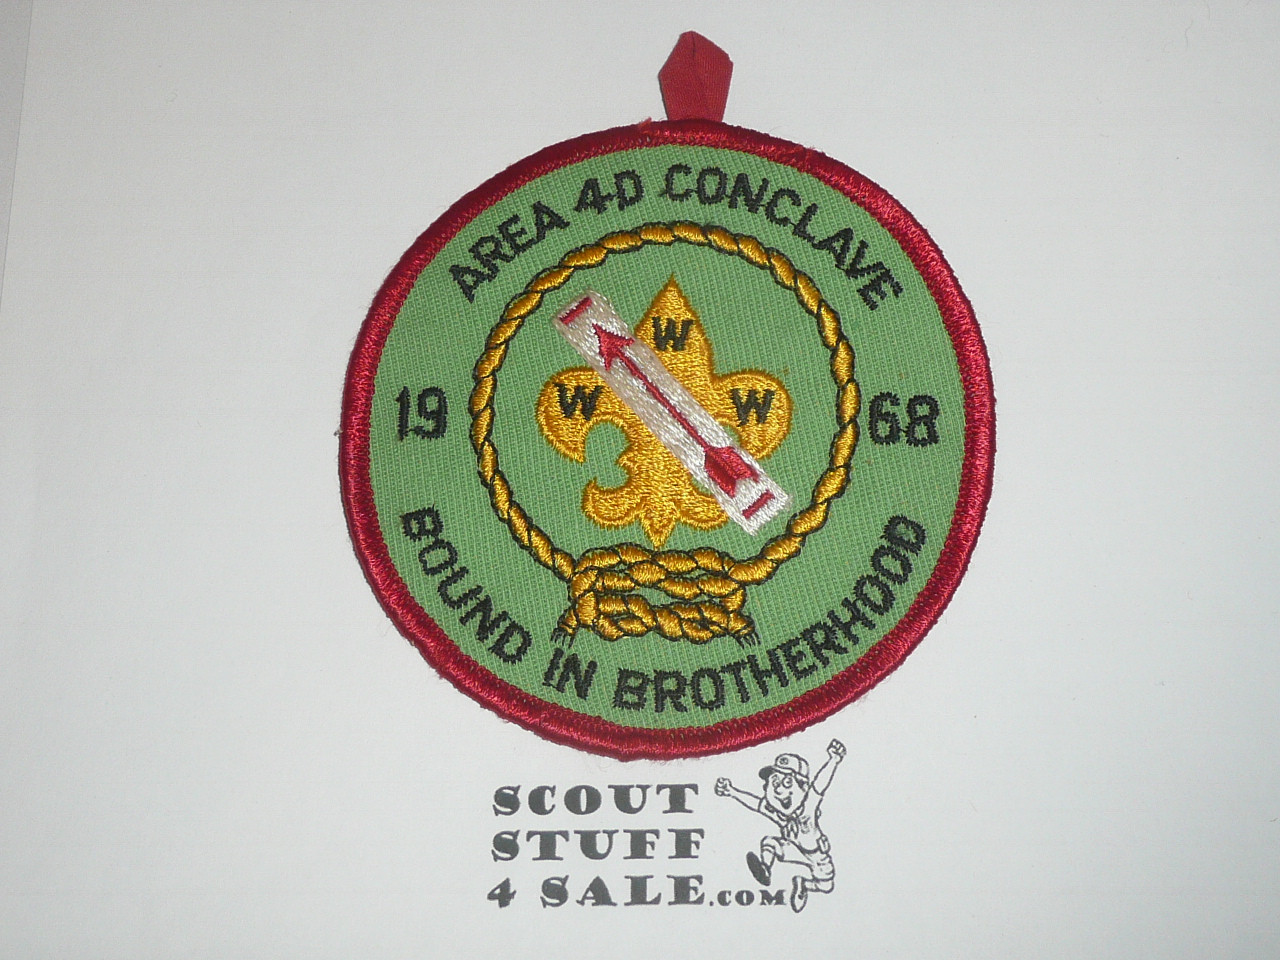 AREA 4-D CONCLAVE
W
W W
19 68
BOUND IN BROTHERHOOD
SCOUT
STUFF
4 SALE.COM